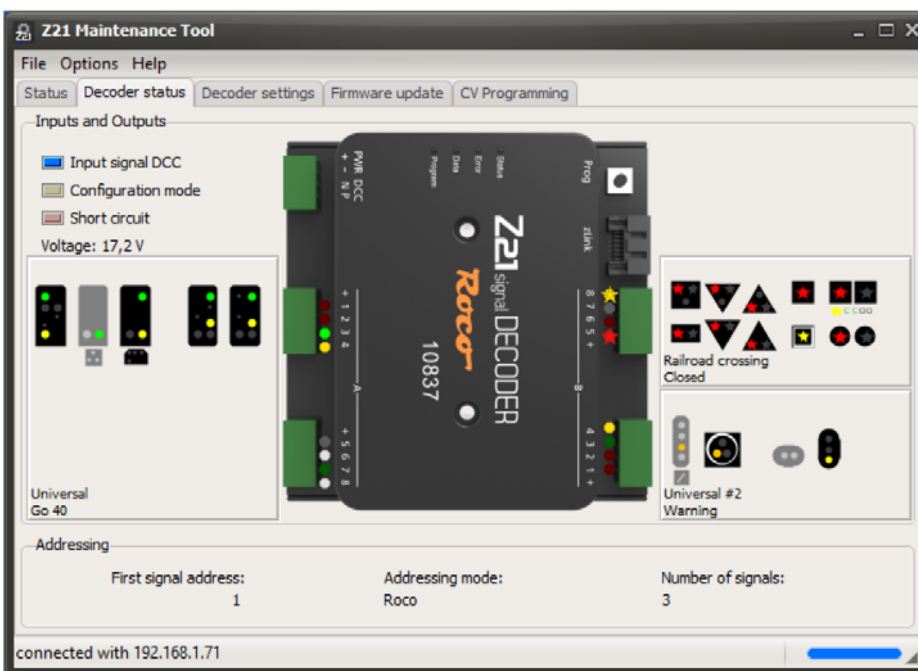 Z21 Maintenance Tool
File Options Help
Status Decoder status Decoder settings Firmware update CV Programming
Inputs and Outputs
Input signal DCC
Configuration mode
Short circuit
Voltage: 17,2 V
PWR DCC
+ - N P
Program
Data
Error
Status
Prog
zLink
Z21 signal DECODER
Roco
10837
+ 1 2 3 4
A
+ 5 6 7 8
8 7 6 5 +
B
4 3 2 1 +
Universal
Go 40
Railroad crossing
Closed
Universal #2
Warning
Addressing
First signal address:
1
Addressing mode:
Roco
Number of signals:
3
connected with 192.168.1.71